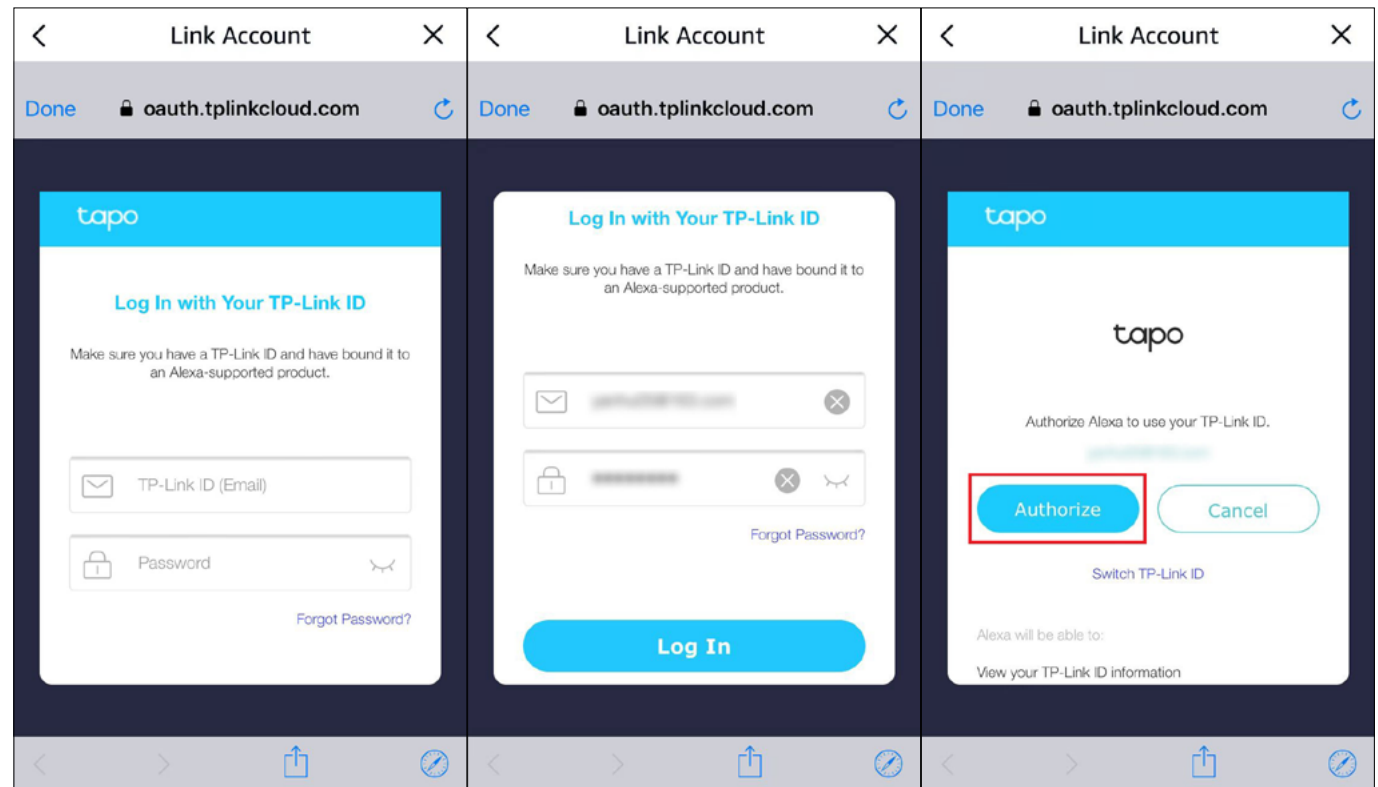 Link Account
Done oauth.tplinkcloud.com
tapo
Log In with Your TP-Link ID
Make sure you have a TP-Link ID and have bound it to
an Alexa-supported product.
TP-Link ID (Email)
Password
Forgot Password?
Link Account
Done oauth.tplinkcloud.com
Log In with Your TP-Link ID
Make sure you have a TP-Link ID and have bound it to
an Alexa-supported product.
Forgot Password?
Log In
Link Account
Done oauth.tplinkcloud.com
tapo
tapo
Authorize Alexa to use your TP-Link ID.
Authorize Cancel
Switch TP-Link ID
Alexa will be able to:
View your TP-Link ID information